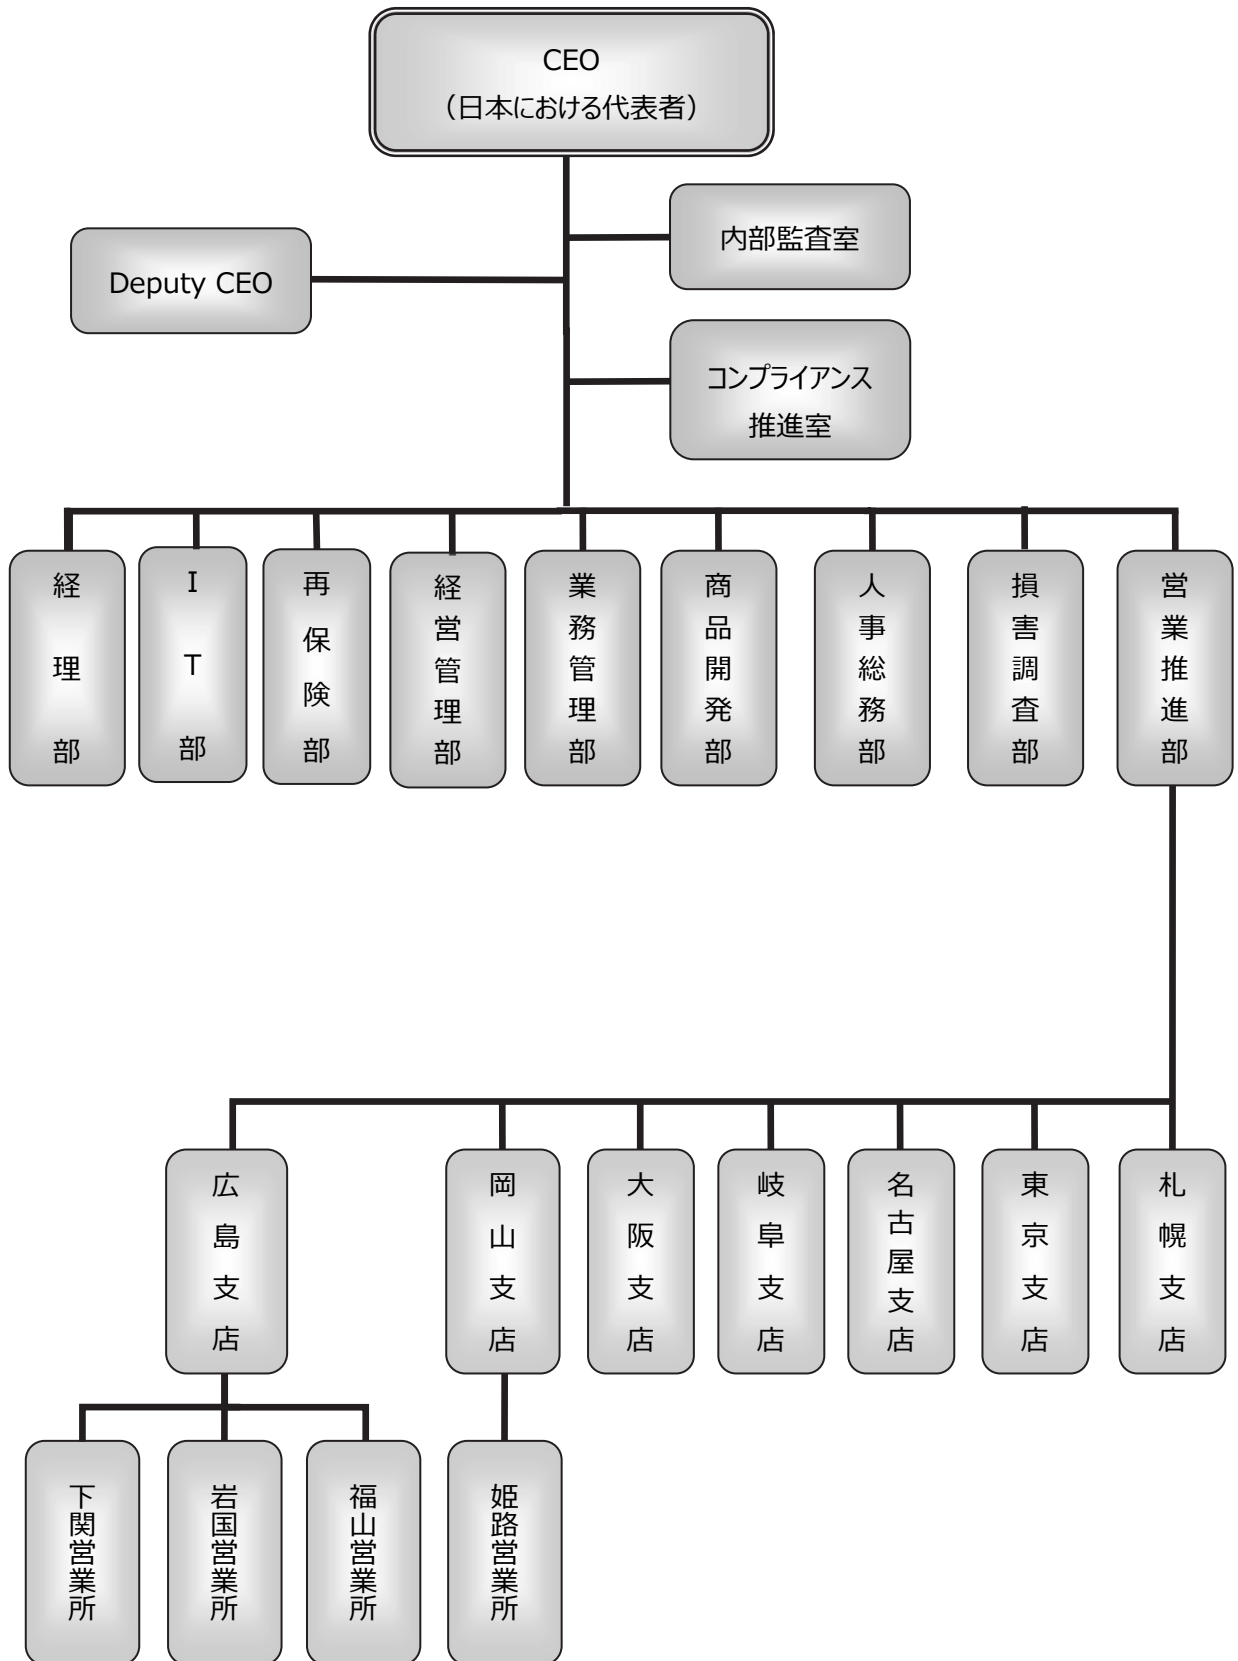 CEO
（日本における代表者）
内部監査室
Deputy CEO
コンプライアンス
推進室
経理部
IT部
再保険部
経営管理部
業務管理部
商品開発部
人事総務部
損害調査部
営業推進部
広島支店
岡山支店
大阪支店
岐阜支店
名古屋支店
東京支店
札幌支店
下関営業所
岩国営業所
福山営業所
姫路営業所